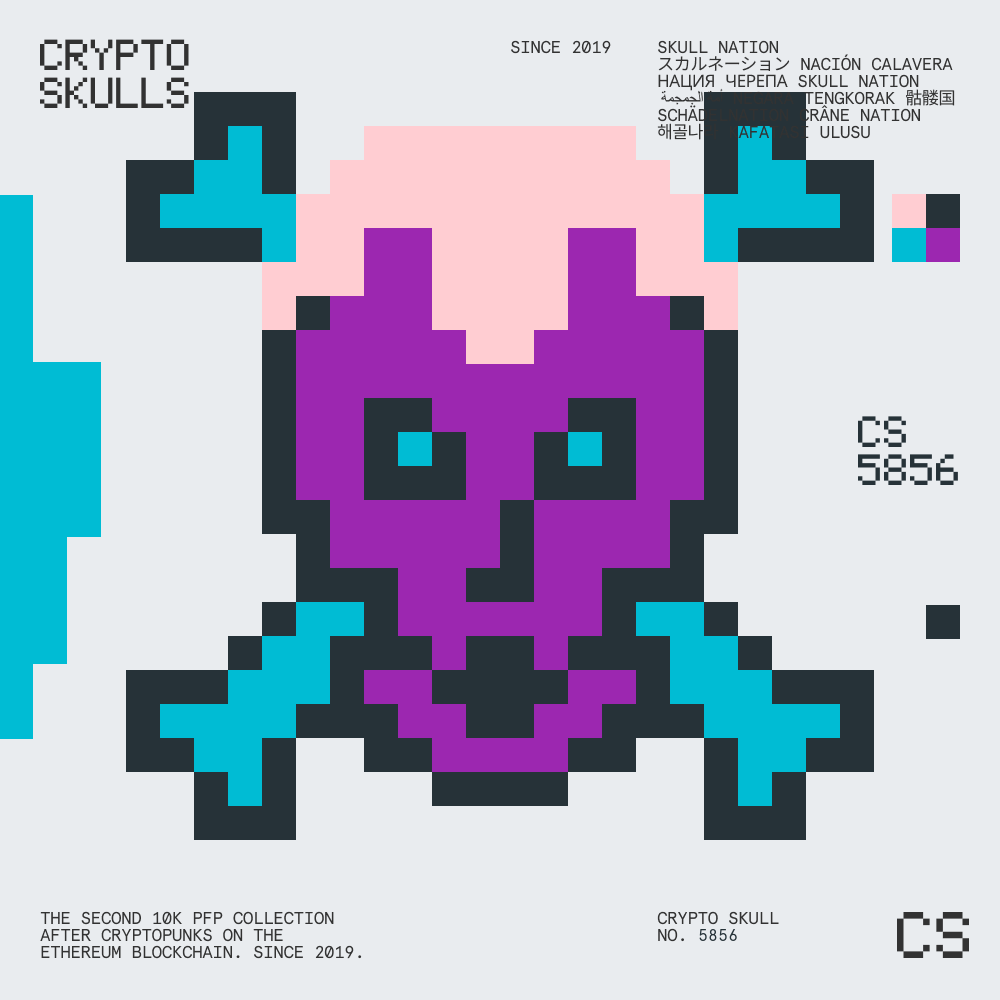 CRYPTO
SKULLS
SINCE 2019
SKULL NATION
スカルネーション NACIÓN CALAVERA
НАЦИЯ ЧЕРЕПА SKULL NATION
TENGKORAK 骷髅国
CRÂNE NATION
해골 ULUSU
CS
5856
THE SECOND 10K PFP COLLECTION
AFTER CRYPTOPUNKS ON THE
ETHEREUM BLOCKCHAIN. SINCE 2019.
CRYPTO SKULL
NO. 5856
CS